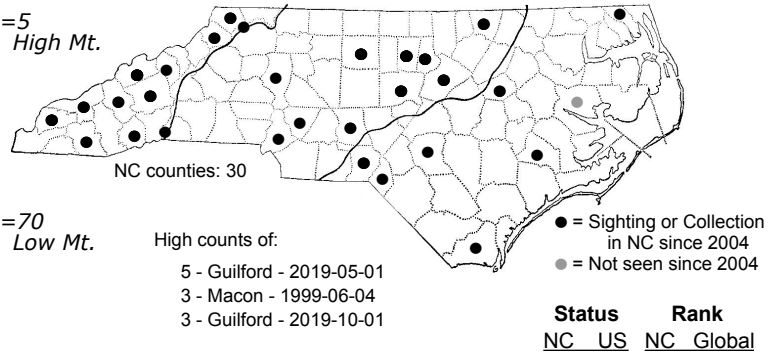 =5
High Mt.
NC counties: 30
=70
Low Mt.
High counts of:
5 - Guilford - 2019-05-01
3 - Macon - 1999-06-04
3 - Guilford - 2019-10-01
● = Sighting or Collection
in NC since 2004
● = Not seen since 2004
Status Rank
NC US NC Global